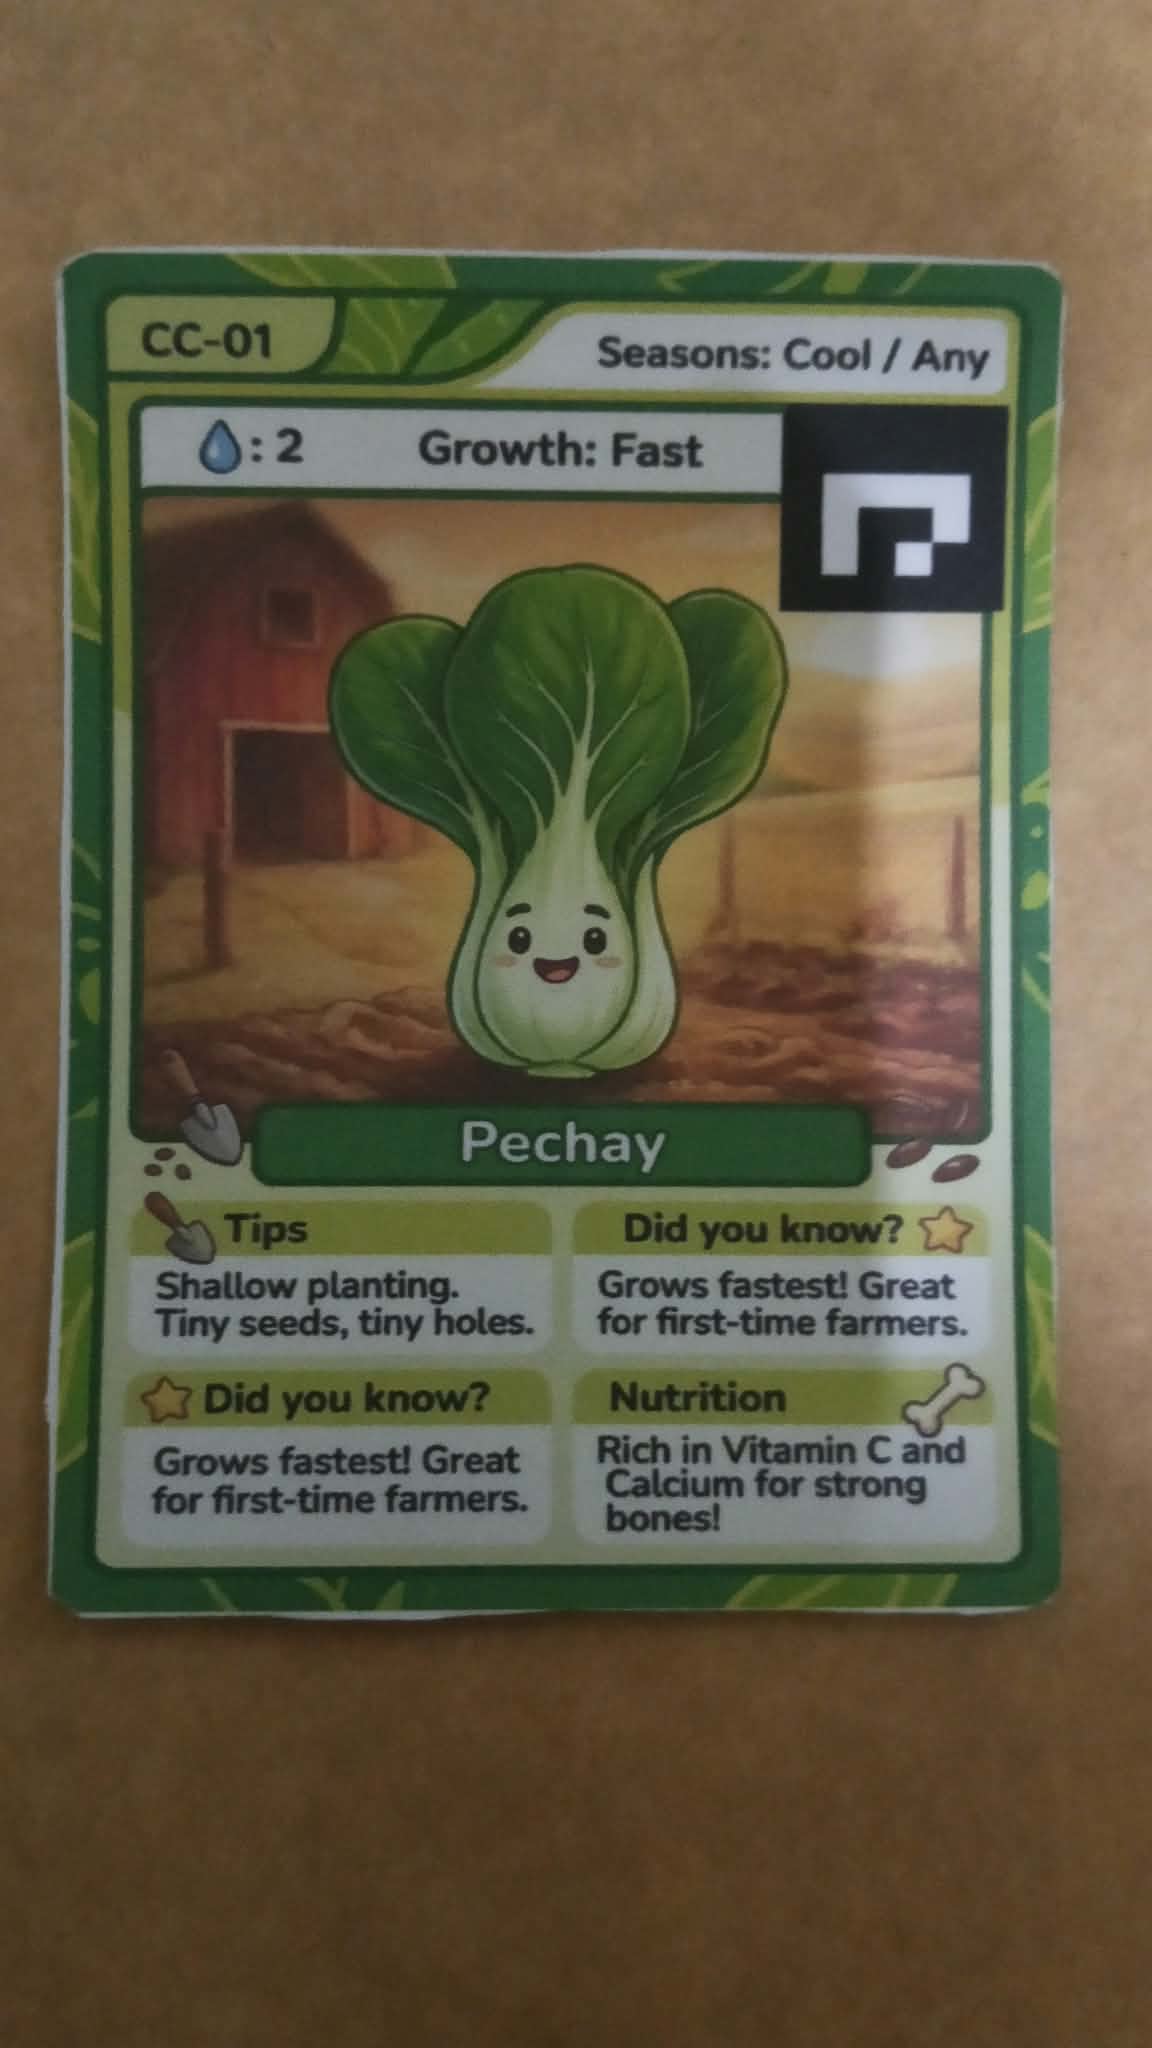 CC-01
Seasons: Cool / Any
: 2
Growth: Fast
Pechay
Tips
Shallow planting.
Tiny seeds, tiny holes.
Did you know?
Grows fastest! Great
for first-time farmers.
Did you know?
Grows fastest! Great
for first-time farmers.
Nutrition
Rich in Vitamin C and
Calcium for strong
bones!